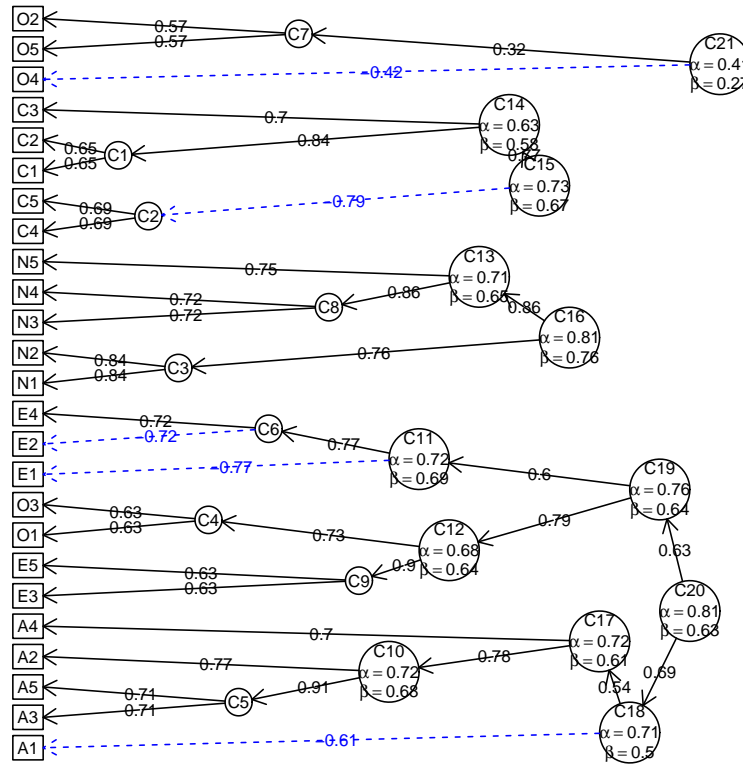 O2
0.57
C7
O5
0.57
0.32
C21
O4
−0.42
α = 0.41
β = 0.27
C3
0.7
C14
α = 0.63
β = 0.58
C2
0.65
C1
0.84
C1
0.65
C15
α = 0.73
β = 0.67
C5
0.69
C2
−0.79
C4
0.69
N5
0.75
C13
α = 0.71
β = 0.65
N4
0.72
C8
0.86
N3
0.72
0.86
C16
α = 0.81
β = 0.76
N2
0.84
C3
0.76
N1
0.84
E4
0.72
C6
E2
−0.72
0.77
C11
α = 0.72
β = 0.69
E1
−0.77
0.6
C19
α = 0.76
β = 0.64
O3
0.63
C4
O1
0.63
0.73
0.79
C12
α = 0.68
β = 0.64
E5
0.63
C9
0.9
0.63
E3
0.63
C20
α = 0.81
β = 0.63
A4
0.7
C17
α = 0.72
β = 0.61
A2
0.77
C10
α = 0.72
β = 0.68
0.78
0.69
A5
0.71
C5
0.91
0.54
A3
0.71
C18
α = 0.71
β = 0.5
A1
−0.61